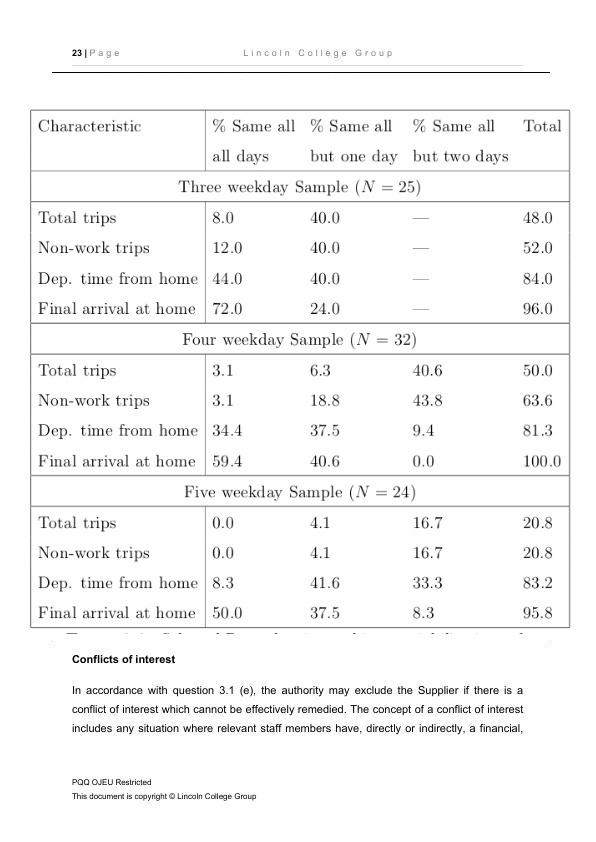 23 | Page Lincoln College Group
Characteristic % Same all % Same all % Same all Total
all days but one day but two days
Three weekday Sample (N = 25)
Total trips 8.0 40.0 — 48.0
Non-work trips 12.0 40.0 — 52.0
Dep. time from home 44.0 40.0 — 84.0
Final arrival at home 72.0 24.0 — 96.0
Four weekday Sample (N = 32)
Total trips 3.1 6.3 40.6 50.0
Non-work trips 3.1 18.8 43.8 63.6
Dep. time from home 34.4 37.5 9.4 81.3
Final arrival at home 59.4 40.6 0.0 100.0
Five weekday Sample (N = 24)
Total trips 0.0 4.1 16.7 20.8
Non-work trips 0.0 4.1 16.7 20.8
Dep. time from home 8.3 41.6 33.3 83.2
Final arrival at home 50.0 37.5 8.3 95.8
Conflicts of interest
In accordance with question 3.1 (e), the authority may exclude the Supplier if there is a
conflict of interest which cannot be effectively remedied. The concept of a conflict of interest
includes any situation where relevant staff members have, directly or indirectly, a financial,
PQQ OJEU Restricted
This document is copyright © Lincoln College Group